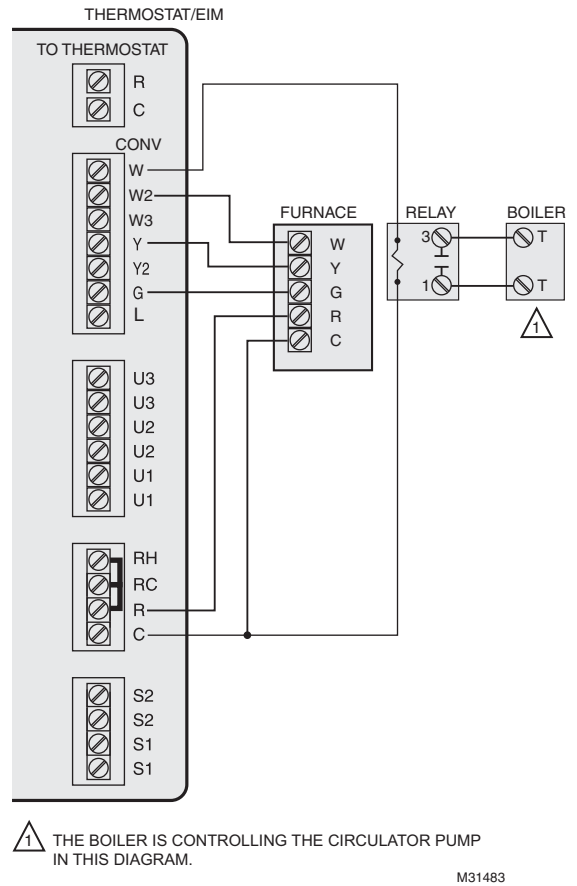 THERMOSTAT/EIM
TO THERMOSTAT
R
C
CONV
W
W2
W3
Y
Y2
G
L
U3
U3
U2
U2
U1
U1
RH
RC
R
C
S2
S2
S1
S1
FURNACE
W
Y
G
R
C
RELAY
3
1
BOILER
T
T
1
1 THE BOILER IS CONTROLLING THE CIRCULATOR PUMP
IN THIS DIAGRAM.
M31483